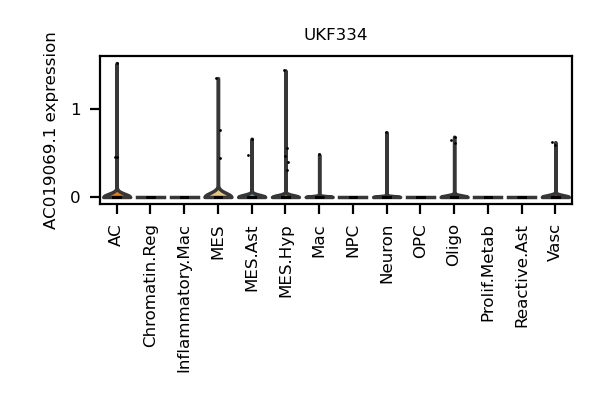 UKF334
AC019069.1 expression
1
0
AC
Chromatin.Reg
Inflammatory.Mac
MES
MES.Ast
MES.Hyp
Mac
NPC
Neuron
OPC
Oligo
Prolif.Metab
Reactive.Ast
Vasc